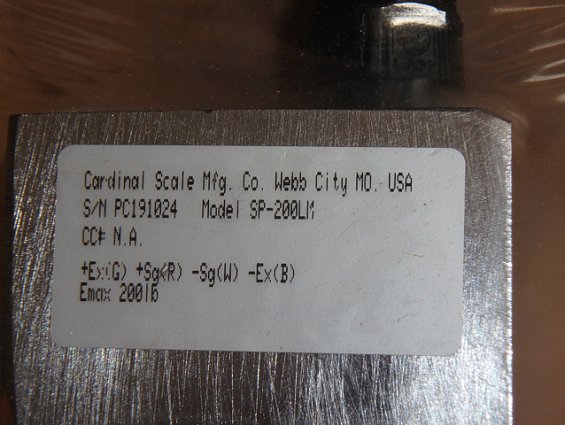 Cardinal Scale Mfg. Co. Webb City MO. USA
S/N PC191024 Model SP-200LM
CC# N.A.
+Ex(G) +Sg(R) -Sg(W) -Ex(B)
Emax 200lb